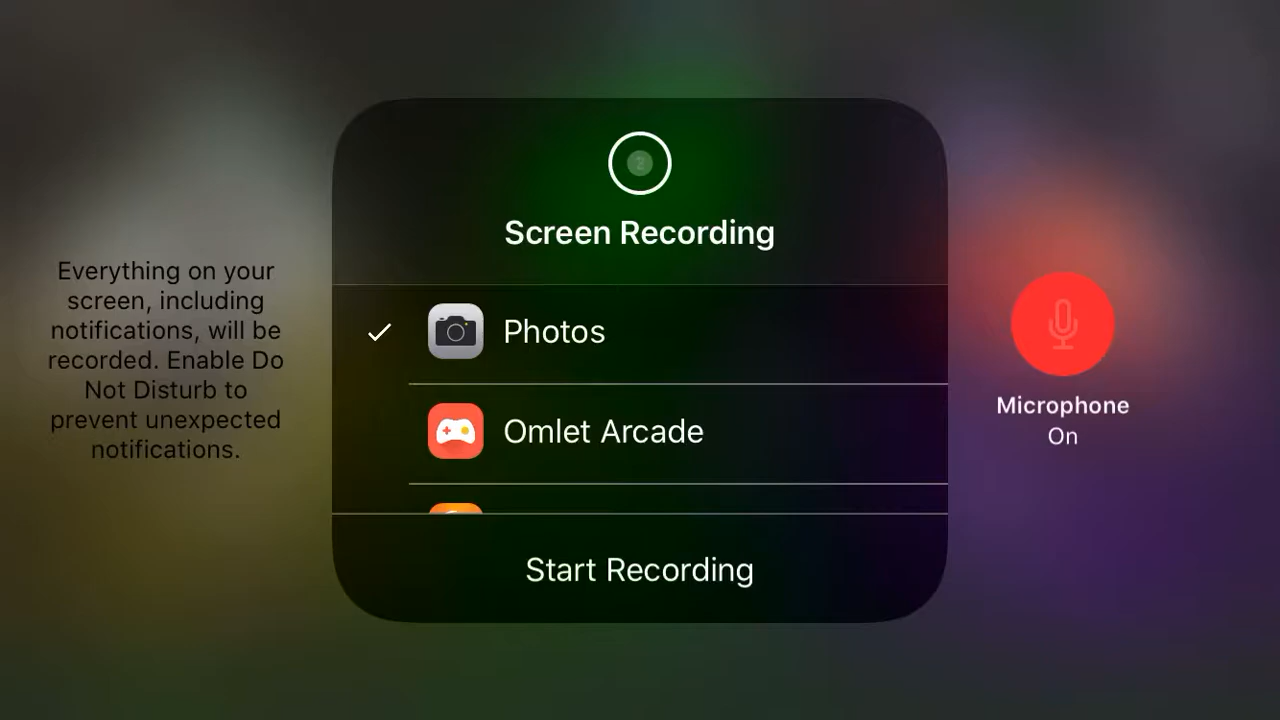 Screen Recording
Everything on your
screen, including
notifications, will be
recorded. Enable Do
Not Disturb to
prevent unexpected
notifications.
Photos
Omlet Arcade
Start Recording
Microphone
On